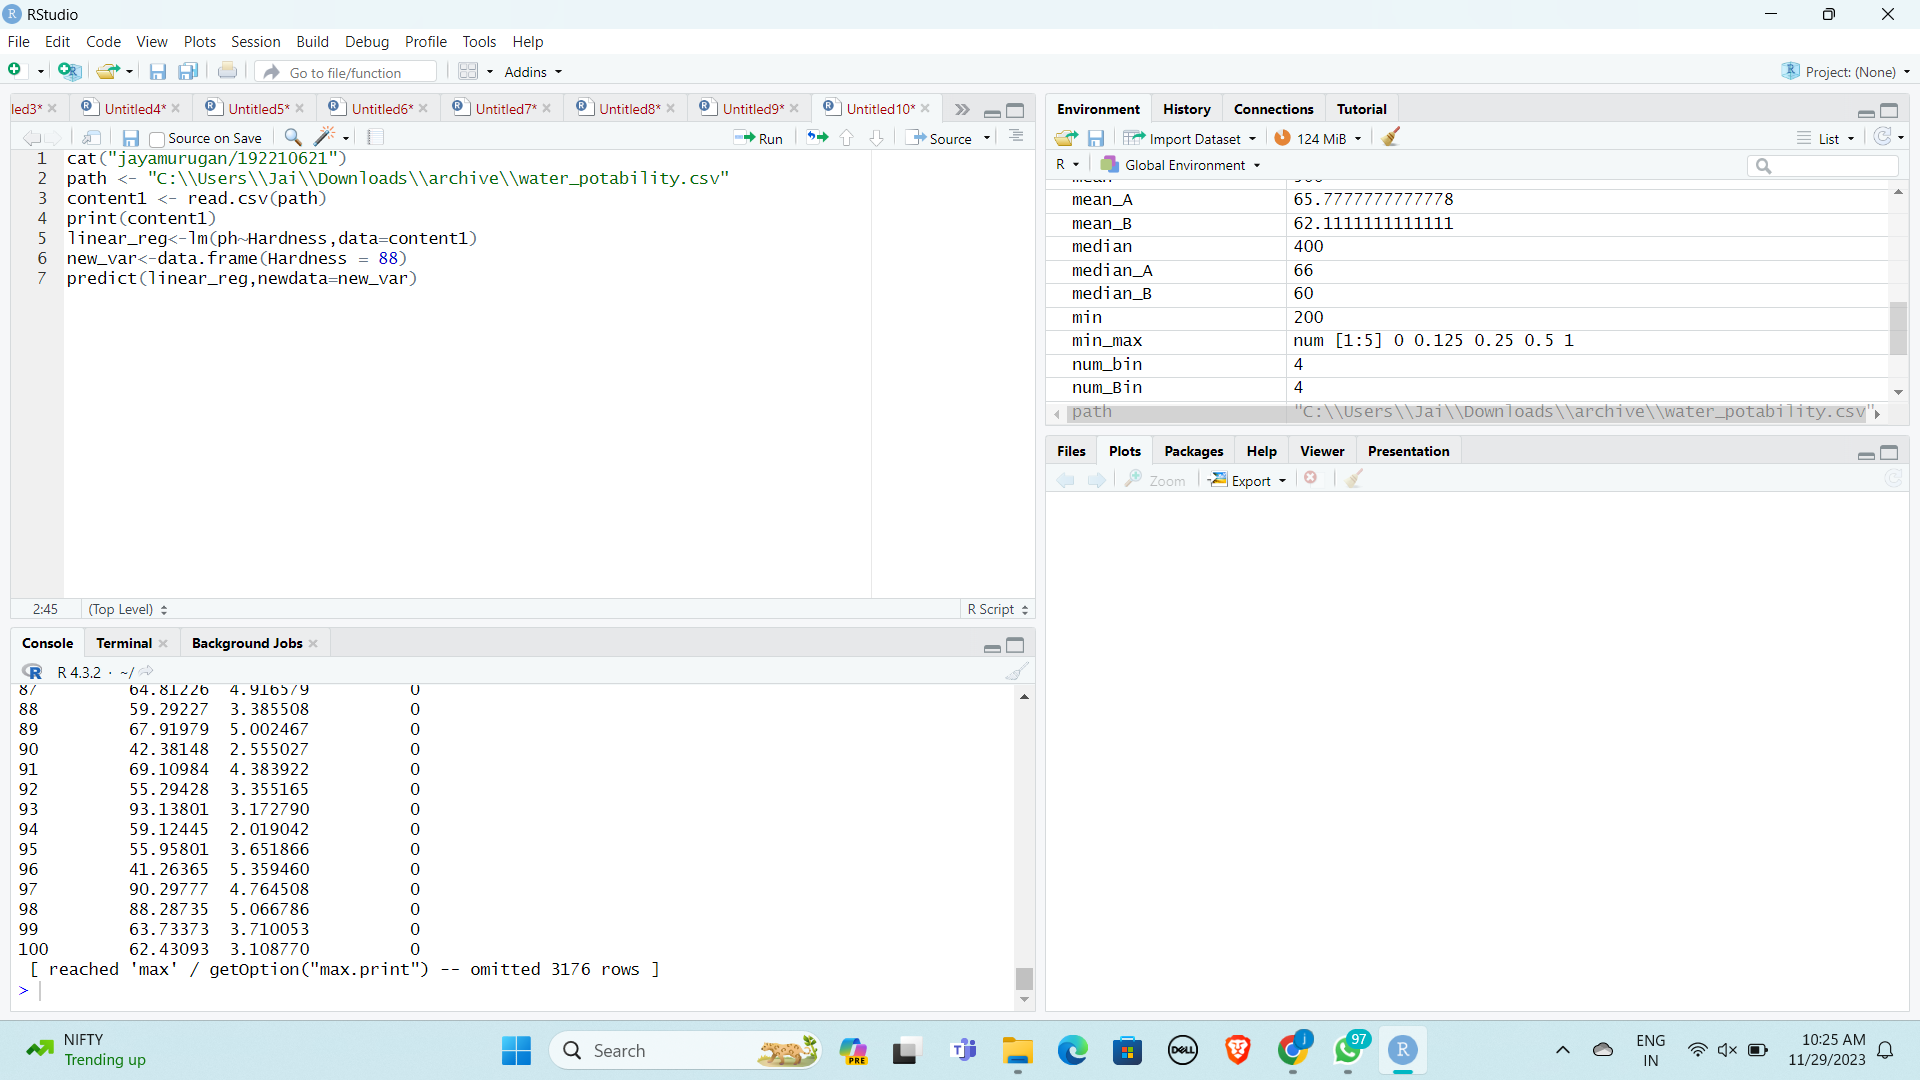 RStudio
File Edit Code View Plots Session Build Debug Profile Tools Help
Go to file/function Addins Project: (None)
led3* Untitled4* Untitled5* Untitled6* Untitled7* Untitled8* Untitled9* Untitled10*
Source on Save Run Source
1 cat("jayamurugan/192210621")
2 path <- "C:\\Users\\Jai\\Downloads\\archive\\water_potability.csv"
3 content1 <- read.csv(path)
4 print(content1)
5 linear_reg<-lm(ph~Hardness,data=content1)
6 new_var<-data.frame(Hardness = 88)
7 predict(linear_reg,newdata=new_var)
2:45 (Top Level) R Script
Console Terminal Background Jobs
R 4.3.2 · ~/
87 64.81226 4.916579 0
88 59.29227 3.385508 0
89 67.91979 5.002467 0
90 42.38148 2.555027 0
91 69.10984 4.383922 0
92 55.29428 3.355165 0
93 93.13801 3.172790 0
94 59.12445 2.019042 0
95 55.95801 3.651866 0
96 41.26365 5.359460 0
97 90.29777 4.764508 0
98 88.28735 5.066786 0
99 63.73373 3.710053 0
100 62.43093 3.108770 0
[ reached 'max' / getOption("max.print") -- omitted 3176 rows ]
>
Environment History Connections Tutorial
Import Dataset 124 MiB List
R Global Environment
mean_A 65.7777777777778
mean_B 62.1111111111111
median 400
median_A 66
median_B 60
min 200
min_max num [1:5] 0 0.125 0.25 0.5 1
num_bin 4
num_Bin 4
path "C:\\Users\\Jai\\Downloads\\archive\\water_potability.csv"
Files Plots Packages Help Viewer Presentation
Zoom Export
NIFTY
Trending up
Search
PRE
DELL
j
97
R
ENG
IN
10:25 AM
11/29/2023